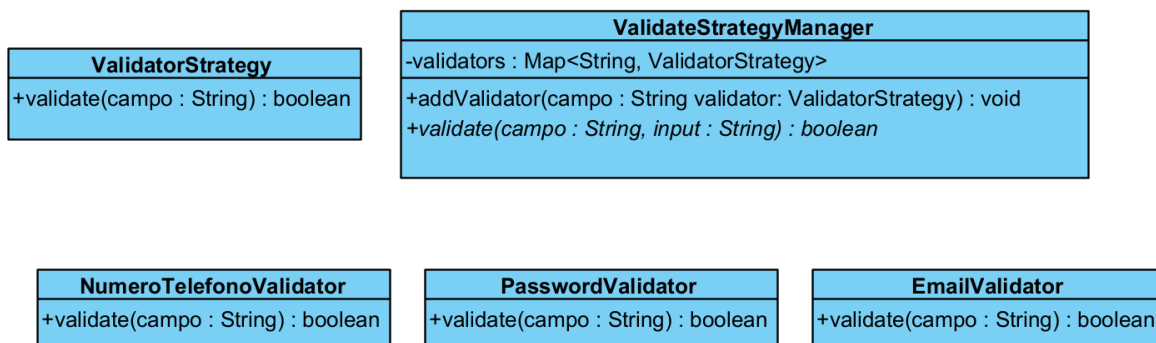 ValidatorStrategy
+validate(campo : String) : boolean
ValidateStrategyManager
-validators : Map<String, ValidatorStrategy>
+addValidator(campo : String validator: ValidatorStrategy) : void
+validate(campo : String, input : String) : boolean
NumeroTelefonoValidator
+validate(campo : String) : boolean
PasswordValidator
+validate(campo : String) : boolean
EmailValidator
+validate(campo : String) : boolean